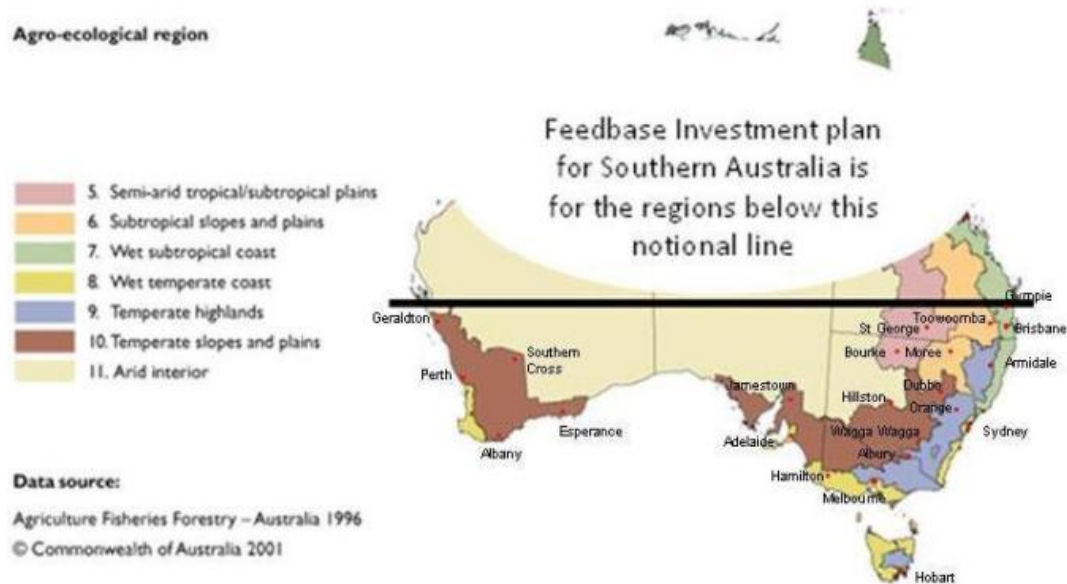 Agro-ecological region
Feedbase Investment plan
for Southern Australia is
for the regions below this
notional line
5. Semi-arid tropical/subtropical plains
6. Subtropical slopes and plains
7. Wet subtropical coast
8. Wet temperate coast
9. Temperate highlands
10. Temperate slopes and plains
11. Arid interior
Gympie
Geraldton
St George
Toowoomba
Brisbane
Southern
Cross
Bourke
Moree
Armidale
Perth
Jamestown
Hillston
Dubbo
Orange
Esperance
Adelaide
Wagga Wagga
Sydney
Albany
Albury
Hamilton
Melbourne
Hobart
Data source:
Agriculture Fisheries Forestry – Australia 1996
© Commonwealth of Australia 2001